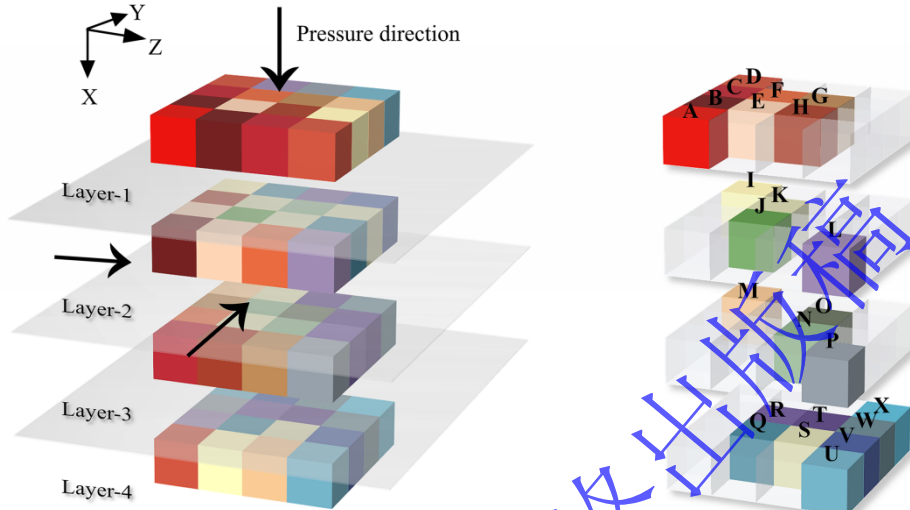 Y
Z
X
Pressure direction
Layer-1
Layer-2
Layer-3
Layer-4
A B C D E F G H
I J K L
M N O P
Q R S T U V W X